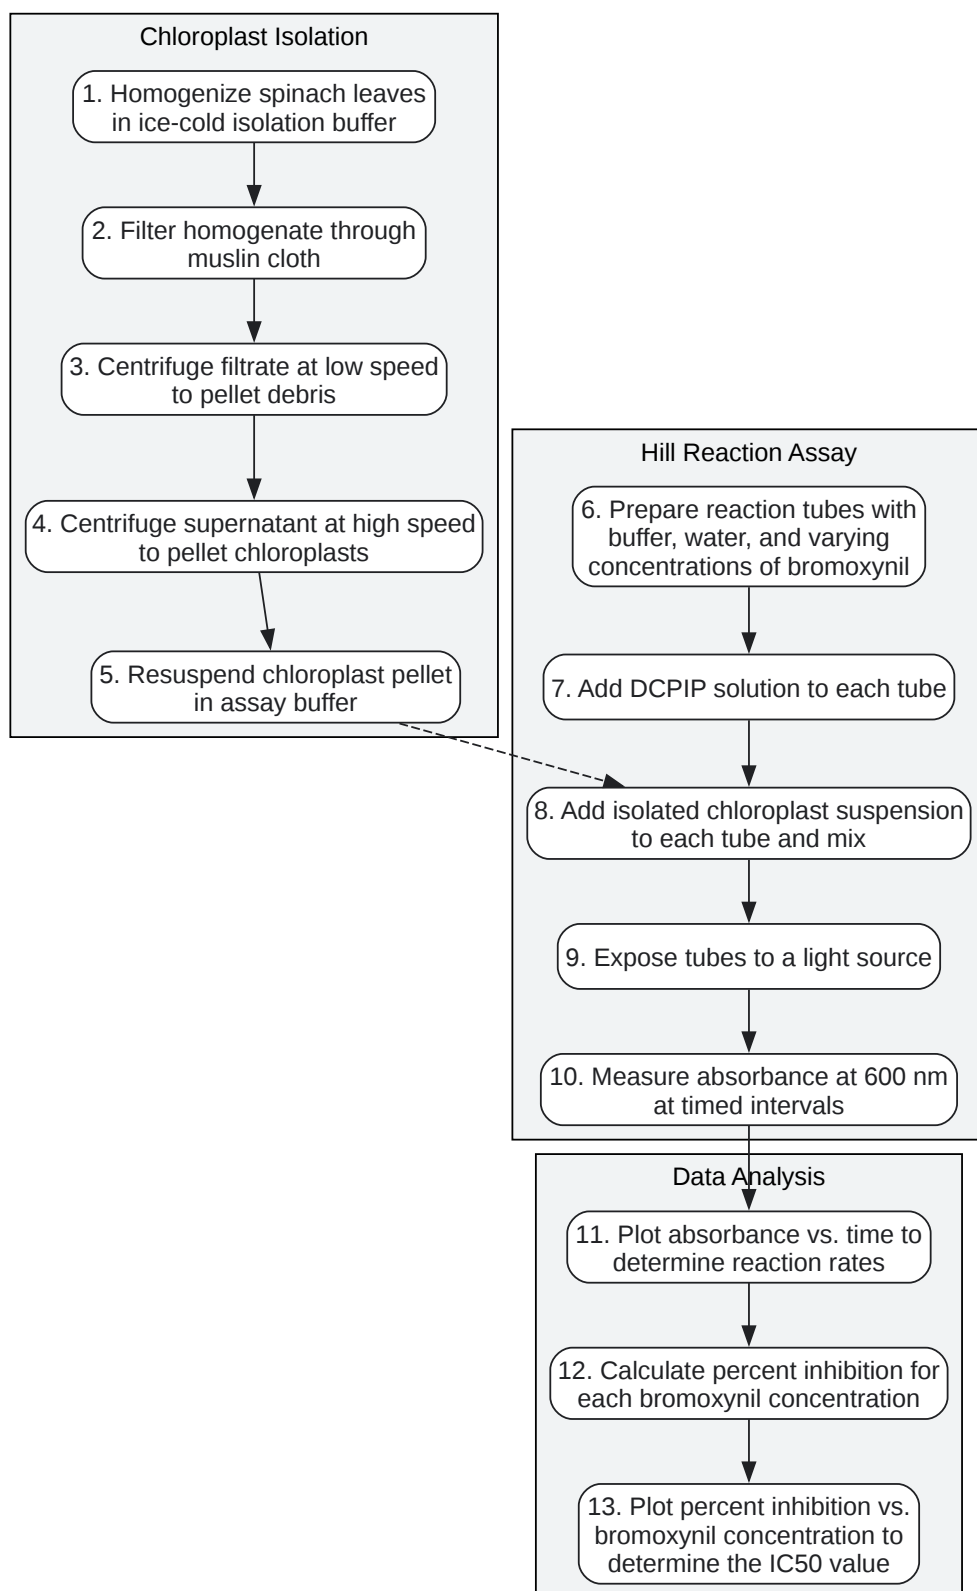 Chloroplast Isolation
1. Homogenize spinach leaves
in ice-cold isolation buffer
2. Filter homogenate through
muslin cloth
3. Centrifuge filtrate at low speed
to pellet debris
4. Centrifuge supernatant at high speed
to pellet chloroplasts
5. Resuspend chloroplast pellet
in assay buffer
Hill Reaction Assay
6. Prepare reaction tubes with
buffer, water, and varying
concentrations of bromoxynil
7. Add DCPIP solution to each tube
8. Add isolated chloroplast suspension
to each tube and mix
9. Expose tubes to a light source
10. Measure absorbance at 600 nm
at timed intervals
Data Analysis
11. Plot absorbance vs. time to
determine reaction rates
12. Calculate percent inhibition for
each bromoxynil concentration
13. Plot percent inhibition vs.
bromoxynil concentration to
determine the IC50 value